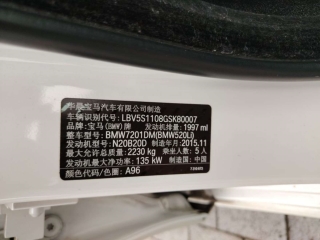 华晨宝马汽车有限公司制造
车辆识别代号: LBV5S1108GSK80007
品牌: 宝马(BMW)牌 发动机排量: 1997 ml
整车型号: BMW7201DM(BMW520Li)
发动机型号: N20B20D 制造年月: 2015.11
最大允许总质量: 2230 kg 乘坐人数: 5 人
发动机最大净功率: 135 kW 制造国: 中国
颜色代码/色圖: A96